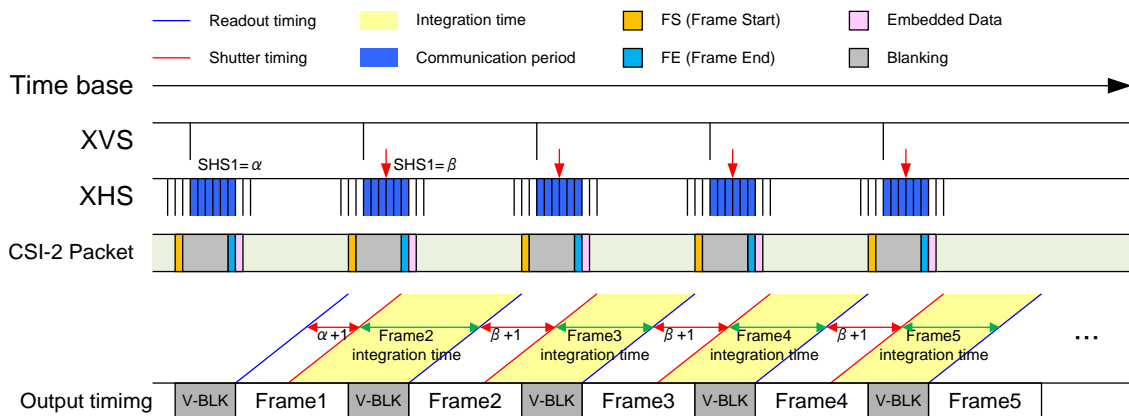 Readout timing Integration time FS (Frame Start) Embedded Data
Shutter timing Communication period FE (Frame End) Blanking
Time base
XVS
SHS1=α SHS1=β
XHS
CSI-2 Packet
α+1 Frame2 integration time β+1 Frame3 integration time β+1 Frame4 integration time β+1 Frame5 integration time ...
Output timimg V-BLK Frame1 V-BLK Frame2 V-BLK Frame3 V-BLK Frame4 V-BLK Frame5